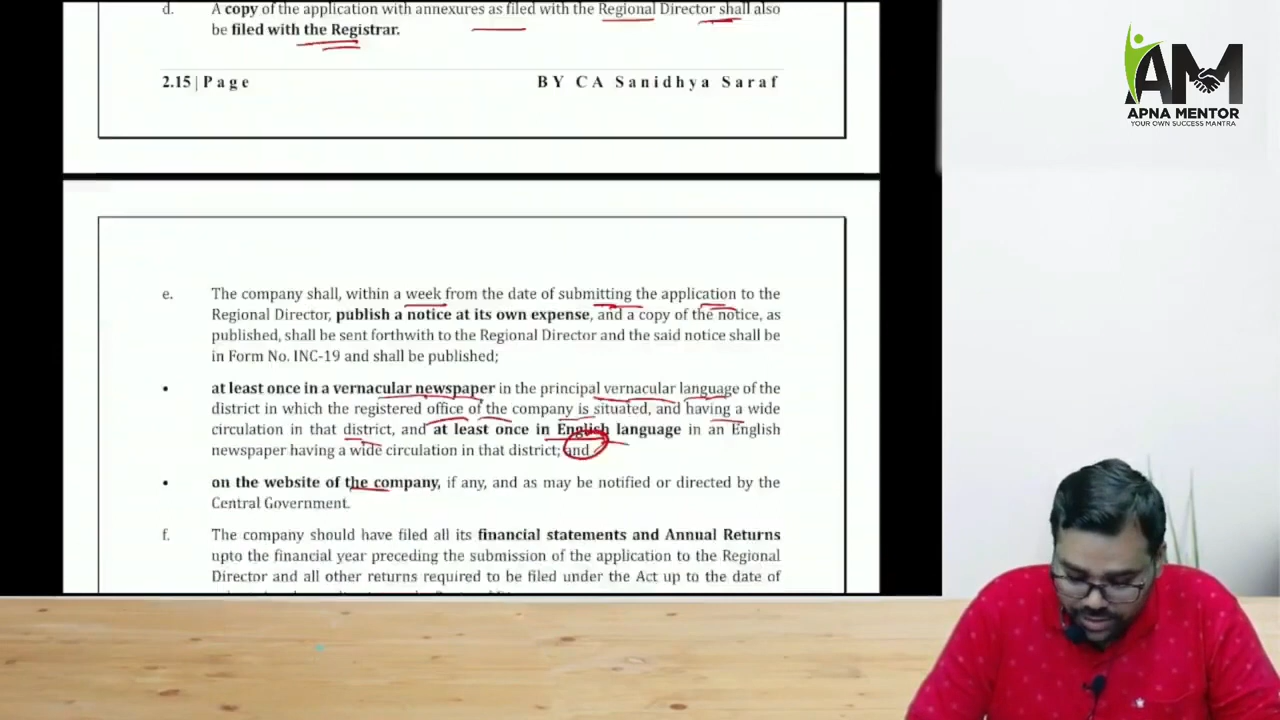 d. A copy of the application with annexures as filed with the Regional Director shall also
be filed with the Registrar.
2.15 | Page BY CA Sanidhya Saraf
AM
APNA MENTOR
YOUR OWN SUCCESS MANTRA
e. The company shall, within a week from the date of submitting the application to the
Regional Director, publish a notice at its own expense, and a copy of the notice, as
published, shall be sent forthwith to the Regional Director and the said notice shall be
in Form No. INC-19 and shall be published;
• at least once in a vernacular newspaper in the principal vernacular language of the
district in which the registered office of the company is situated, and having a wide
circulation in that district, and at least once in English language in an English
newspaper having a wide circulation in that district; and
• on the website of the company, if any, and as may be notified or directed by the
Central Government.
f. The company should have filed all its financial statements and Annual Returns
upto the financial year preceding the submission of the application to the Regional
Director and all other returns required to be filed under the Act up to the date of